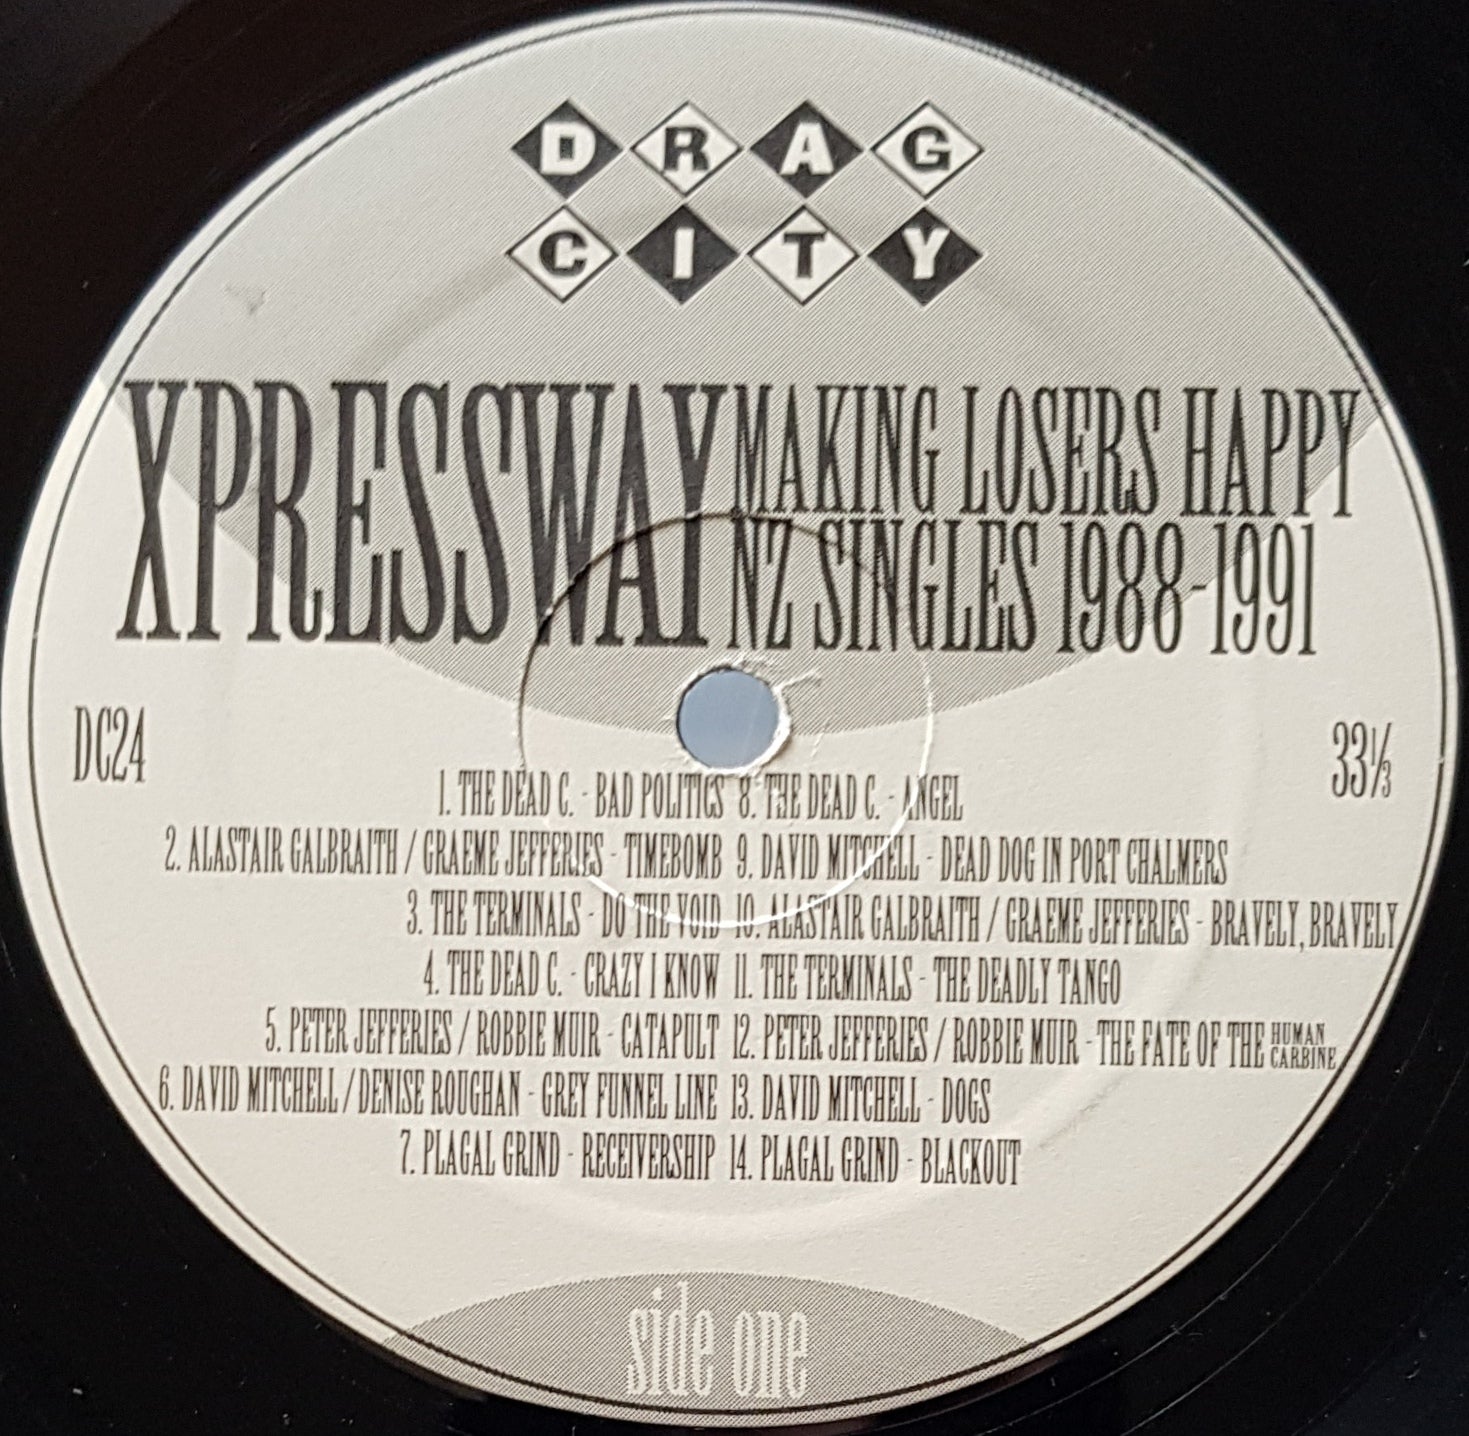 DRAG
CITY
XPRESSWAY
MAKING LOSERS HAPPY
NZ SINGLES 1988-1991
DC24
33⅓
1. THE DEAD C. - BAD POLITICS
2. ALASTAIR GALBRAITH / GRAEME JEFFERIES - TIMEBOMB
3. THE TERMINALS - DO THE VOID
4. THE DEAD C. - CRAZY I KNOW
5. PETER JEFFERIES / ROBBIE MUIR - CATAPULT
6. DAVID MITCHELL / DENISE ROUGHAN - GREY FUNNEL LINE
7. PLAGAL GRIND - RECEIVERSHIP
8. THE DEAD C. - ANGEL
9. DAVID MITCHELL - DEAD DOG IN PORT CHALMERS
10. ALASTAIR GALBRAITH / GRAEME JEFFERIES - BRAVELY, BRAVELY
11. THE TERMINALS - THE DEADLY TANGO
12. PETER JEFFERIES / ROBBIE MUIR - THE FATE OF THE HUMAN CARBINE
13. DAVID MITCHELL - DOGS
14. PLAGAL GRIND - BLACKOUT
side one